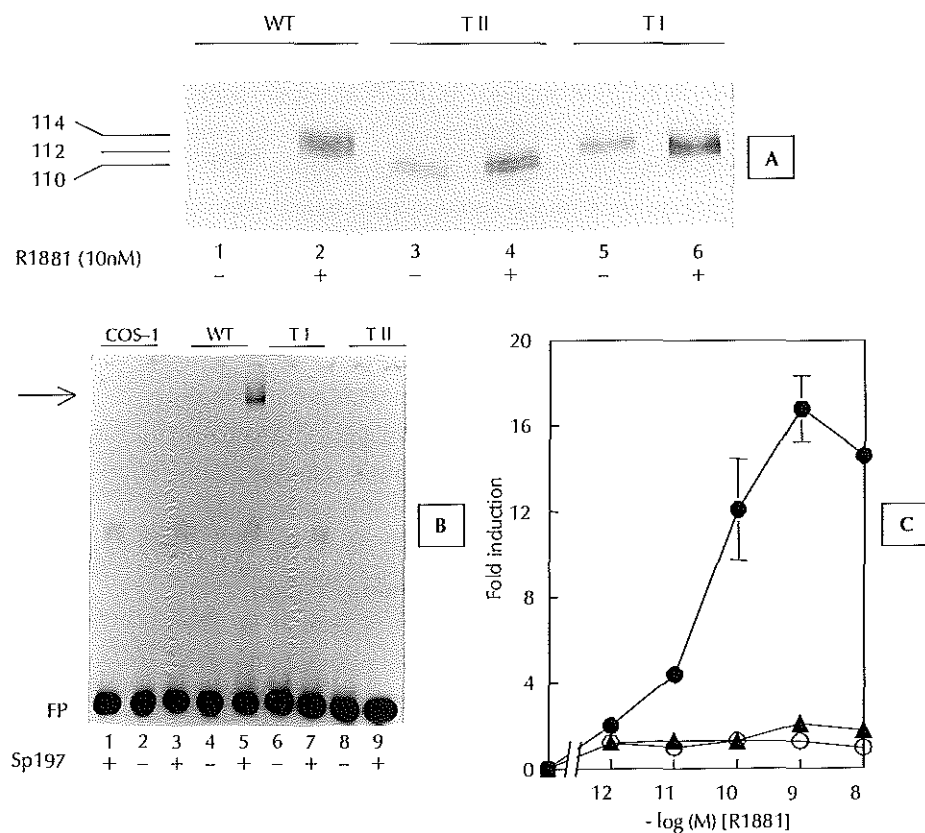 WT T II T I
114
112
110
A
1 2 3 4 5 6
R1881 (10nM)
- + - + - +
COS-1 WT T I T II
B
FP
1 2 3 4 5 6 7 8 9
Sp197
+ - + - + - + - +
20
16
12
8
4
0
Fold induction
C
12 11 10 9 8
- log (M) [R1881]